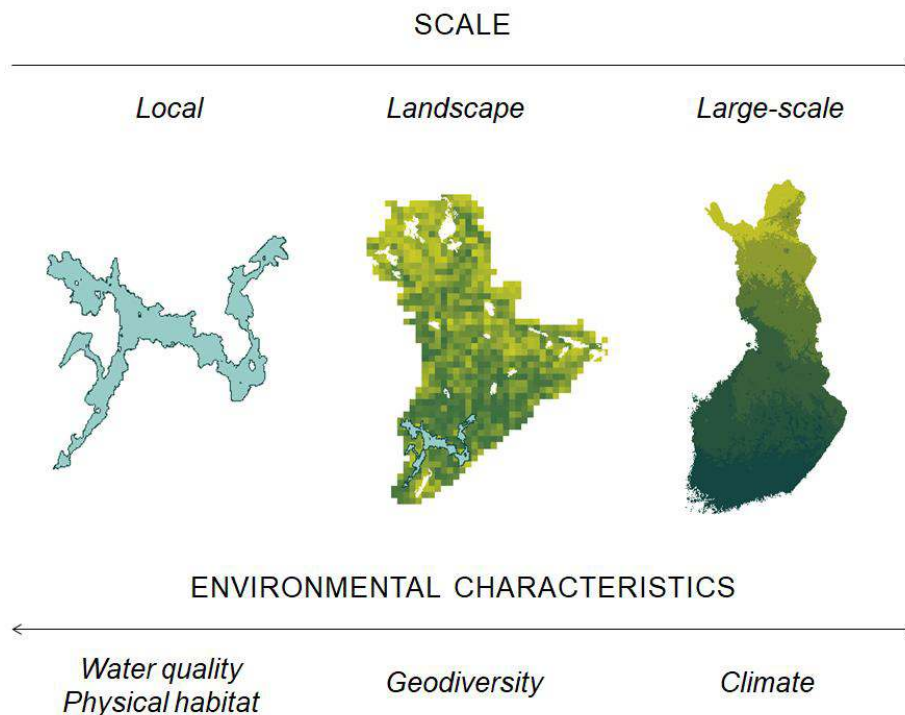 SCALE
Local Landscape Large-scale
ENVIRONMENTAL CHARACTERISTICS
Water quality
Physical habitat
Geodiversity
Climate